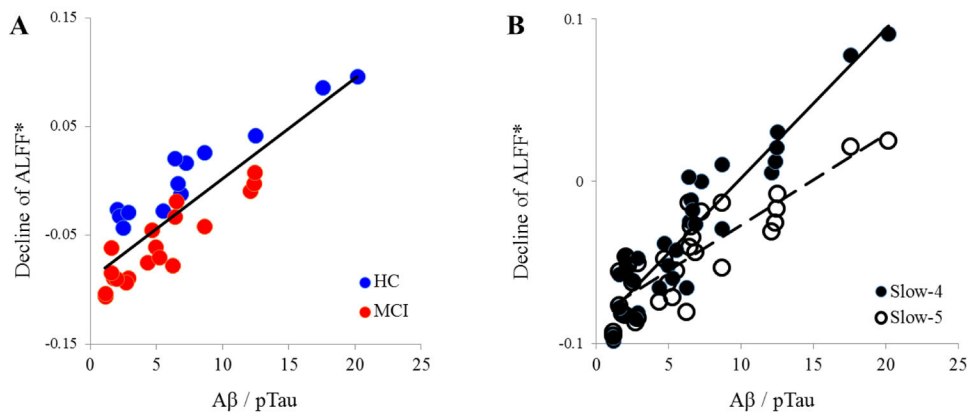 A
0.15
0.05
-0.05
-0.15
Decline of ALFF*
HC
MCI
0
5
10
15
20
25
Aβ / pTau
B
0.1
0
-0.1
Decline of ALFF*
Slow-4
Slow-5
0
5
10
15
20
25
Aβ / pTau